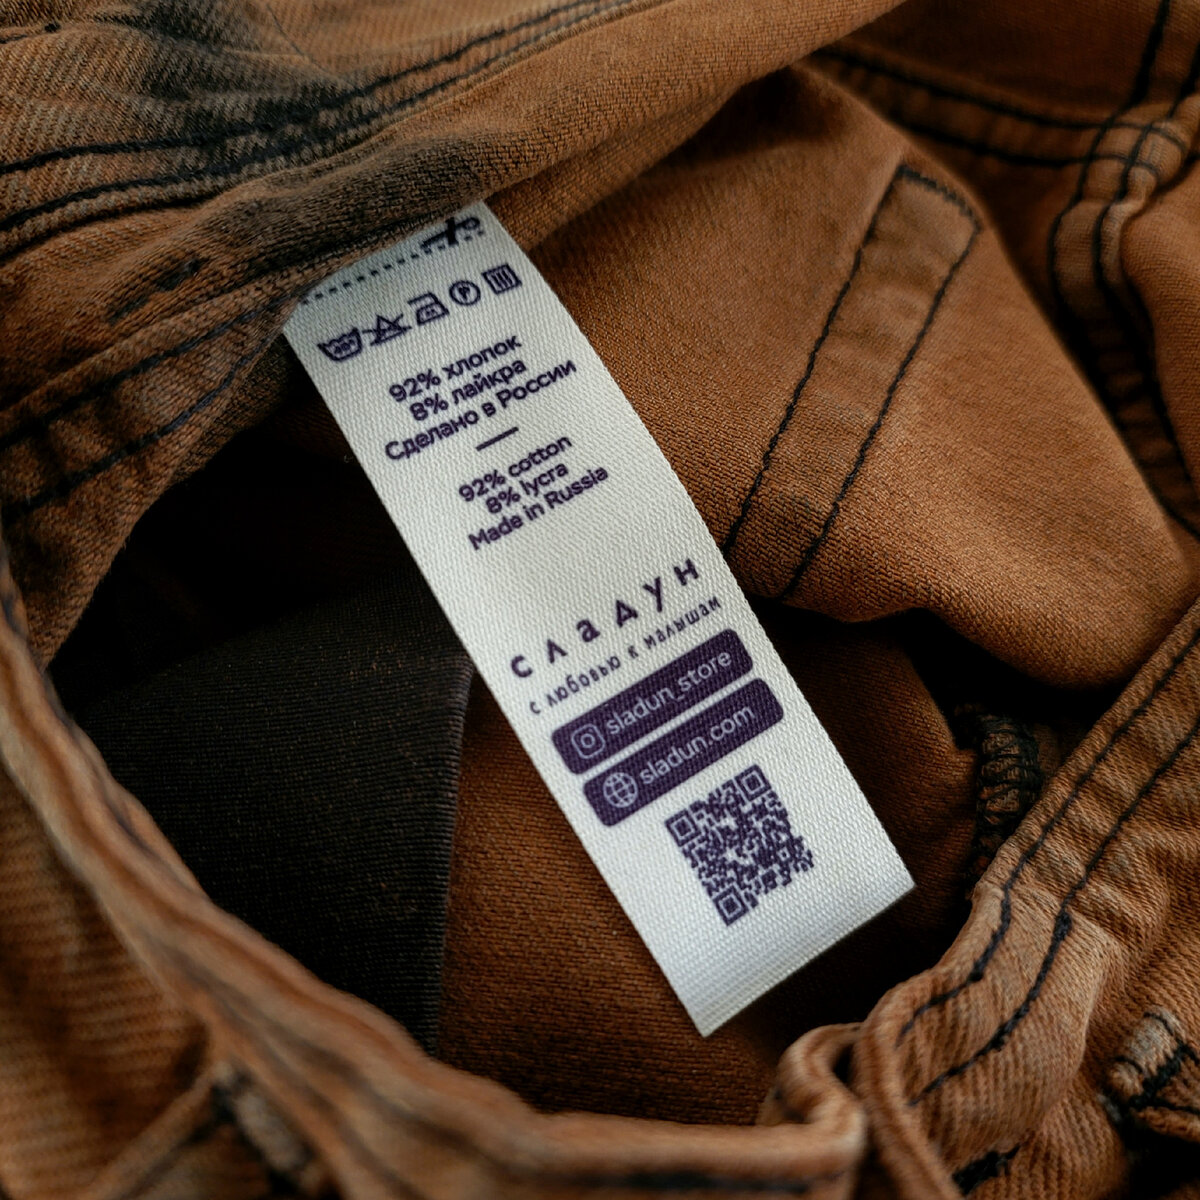 92% хлопок
8% лайкра
Сделано в России
92% cotton
8% lycra
Made in Russia
сладун
с любовью к малышам
sladun_store
sladun.com